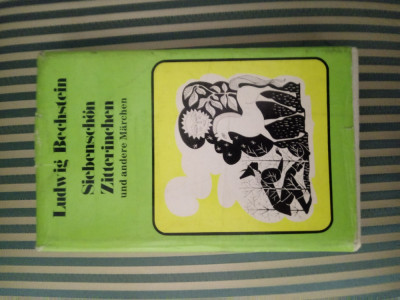 Ludwig Bechstein
Siebenschön
Zitterinchen
und andere Märchen